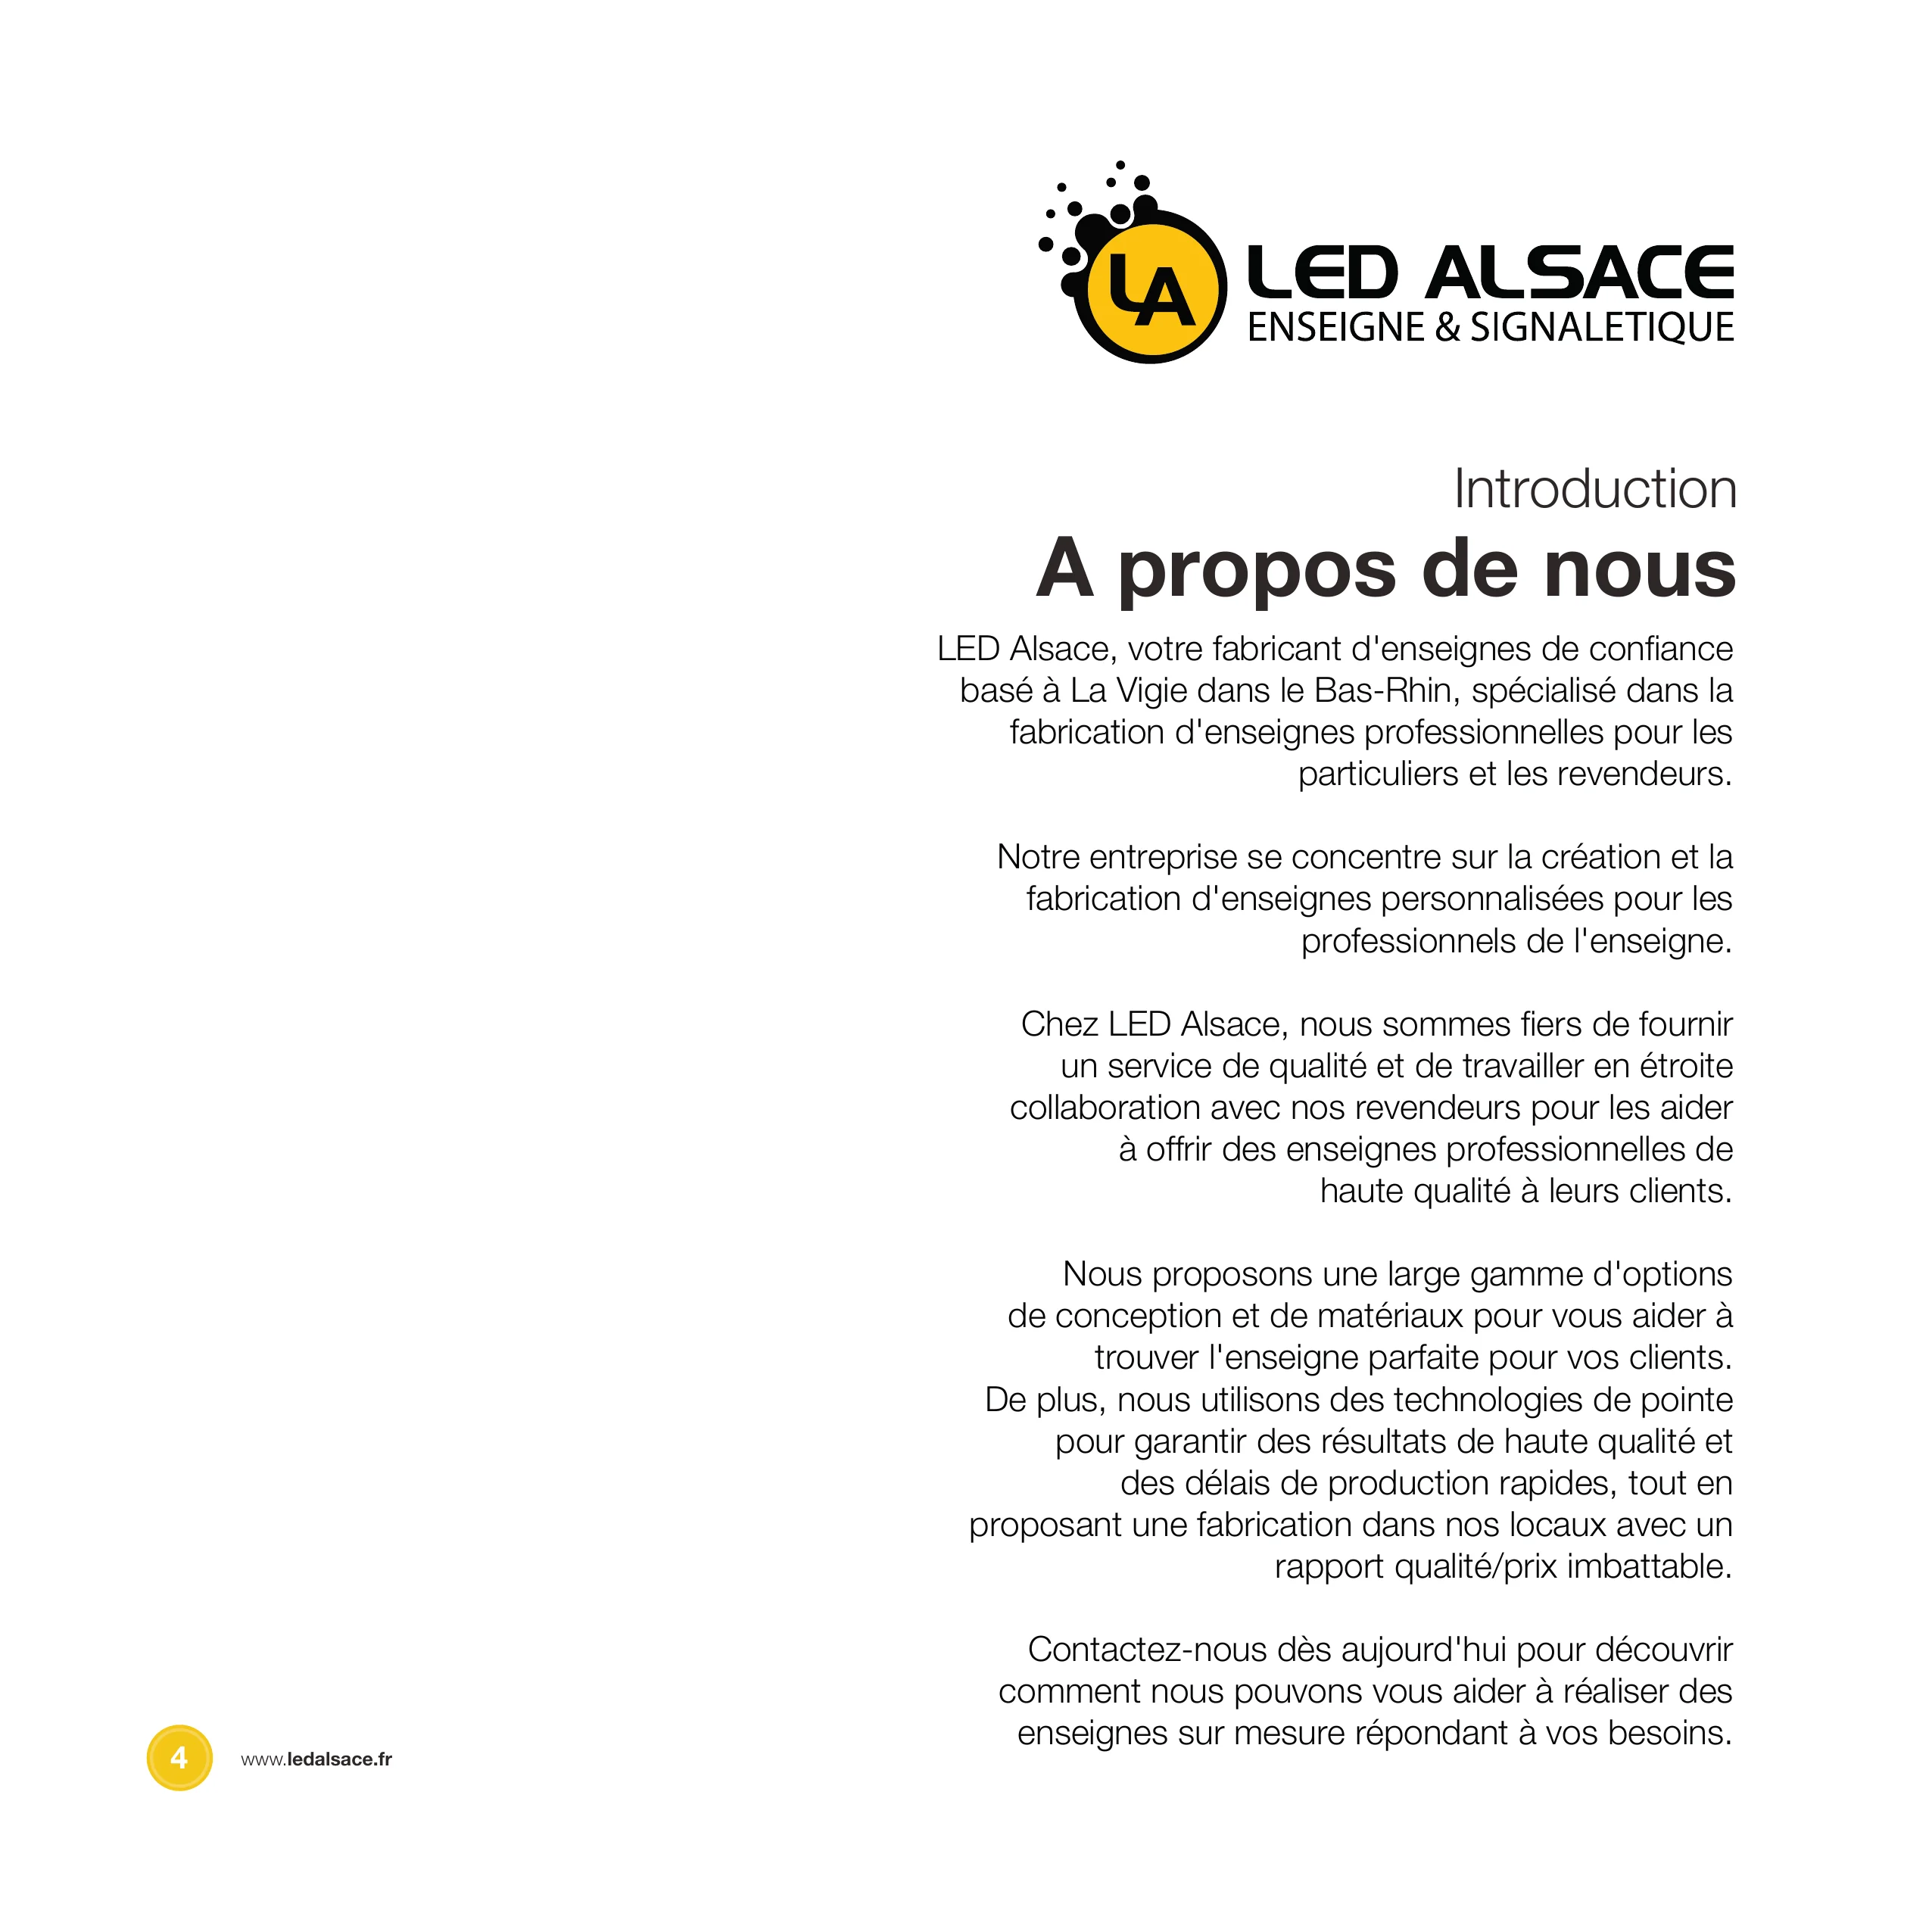 LA
LED ALSACE
ENSEIGNE & SIGNALETIQUE
Introduction
A propos de nous
LED Alsace, votre fabricant d'enseignes de confiance
basé à La Vigie dans le Bas-Rhin, spécialisé dans la
fabrication d'enseignes professionnelles pour les
particuliers et les revendeurs.
Notre entreprise se concentre sur la création et la
fabrication d'enseignes personnalisées pour les
professionnels de l'enseigne.
Chez LED Alsace, nous sommes fiers de fournir
un service de qualité et de travailler en étroite
collaboration avec nos revendeurs pour les aider
à offrir des enseignes professionnelles de
haute qualité à leurs clients.
Nous proposons une large gamme d'options
de conception et de matériaux pour vous aider à
trouver l'enseigne parfaite pour vos clients.
De plus, nous utilisons des technologies de pointe
pour garantir des résultats de haute qualité et
des délais de production rapides, tout en
proposant une fabrication dans nos locaux avec un
rapport qualité/prix imbattable.
Contactez-nous dès aujourd'hui pour découvrir
comment nous pouvons vous aider à réaliser des
enseignes sur mesure répondant à vos besoins.
4
www.ledalsace.fr